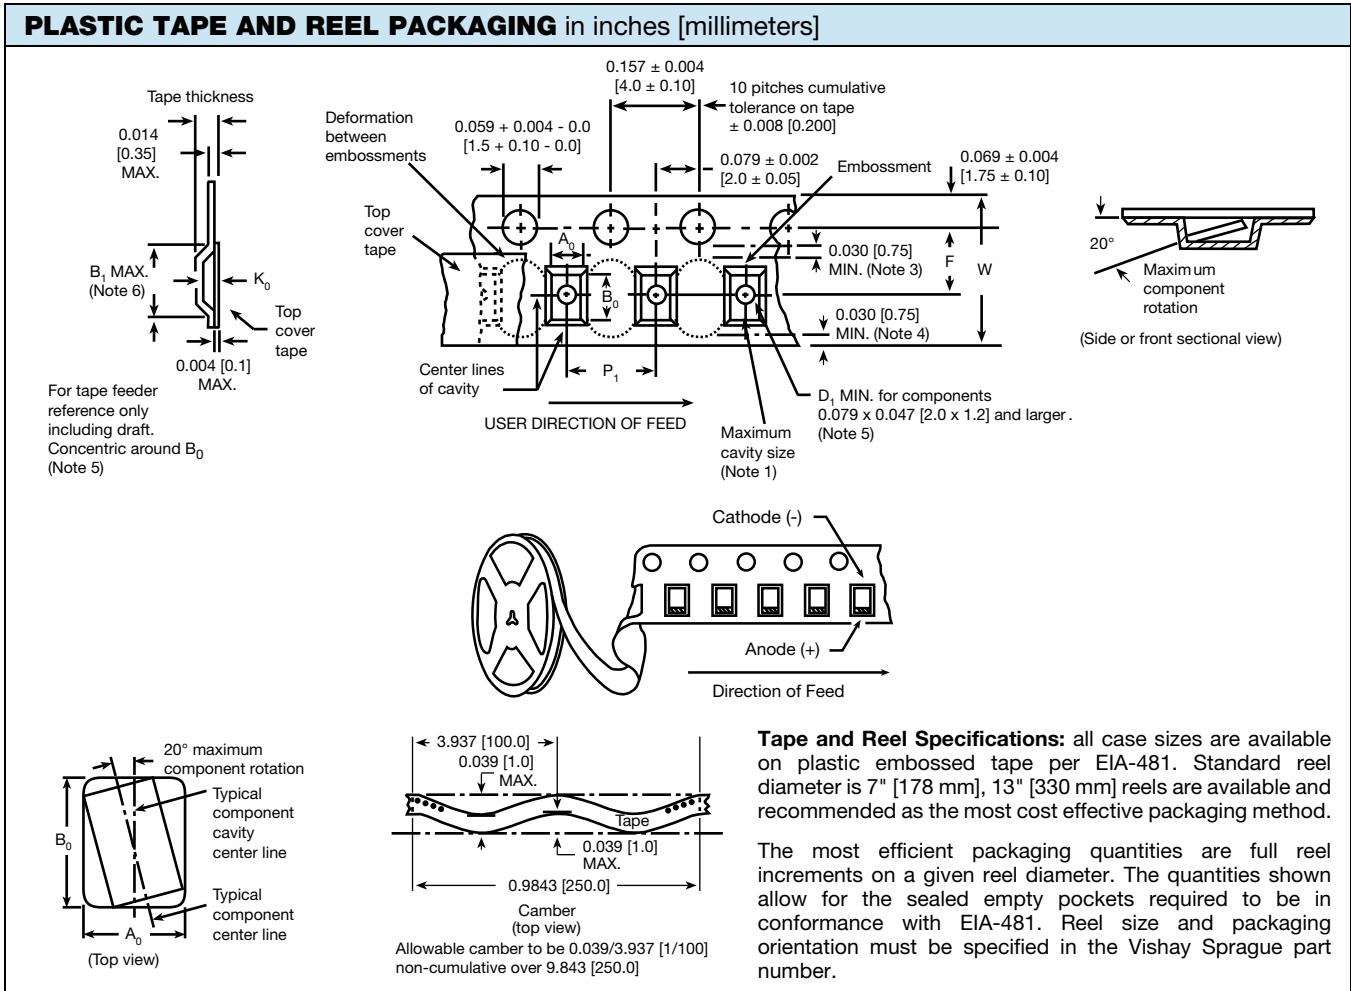 PLASTIC TAPE AND REEL PACKAGING in inches [millimeters]
Tape thickness
0.014
[0.35]
MAX.
B1 MAX.
(Note 6)
K0
Top
cover
tape
0.004 [0.1]
MAX.
For tape feeder
reference only
including draft.
Concentric around B0
(Note 5)
Deformation
between
embossments
Top
cover
tape
0.059 + 0.004 - 0.0
[1.5 + 0.10 - 0.0]
0.157 ± 0.004
[4.0 ± 0.10]
10 pitches cumulative
tolerance on tape
± 0.008 [0.200]
0.079 ± 0.002
[2.0 ± 0.05]
Embossment
0.069 ± 0.004
[1.75 ± 0.10]
A0
B0
0.030 [0.75]
MIN. (Note 3)
F
W
0.030 [0.75]
MIN. (Note 4)
Center lines
of cavity
P1
USER DIRECTION OF FEED
Maximum
cavity size
(Note 1)
D1 MIN. for components
0.079 x 0.047 [2.0 x 1.2] and larger.
(Note 5)
20°
Maximum
component
rotation
(Side or front sectional view)
Cathode (-)
Anode (+)
Direction of Feed
20° maximum
component rotation
Typical
component
cavity
center line
B0
Typical
component
center line
A0
(Top view)
3.937 [100.0]
0.039 [1.0]
MAX.
Tape
0.039 [1.0]
MAX.
0.9843 [250.0]
Camber
(top view)
Allowable camber to be 0.039/3.937 [1/100]
non-cumulative over 9.843 [250.0]
Tape and Reel Specifications: all case sizes are available
on plastic embossed tape per EIA-481. Standard reel
diameter is 7" [178 mm], 13" [330 mm] reels are available and
recommended as the most cost effective packaging method.
The most efficient packaging quantities are full reel
increments on a given reel diameter. The quantities shown
allow for the sealed empty pockets required to be in
conformance with EIA-481. Reel size and packaging
orientation must be specified in the Vishay Sprague part
number.